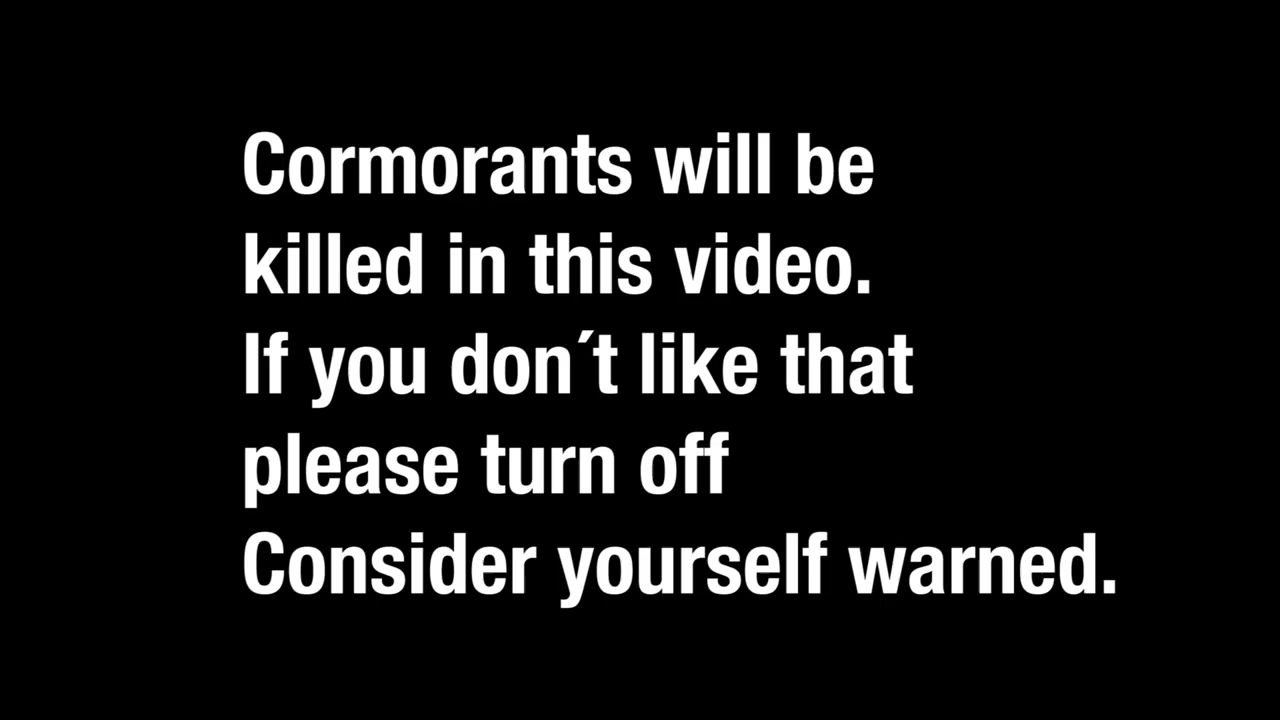 Cormorants will be
killed in this video.
If you don´t like that
please turn off
Consider yourself warned.